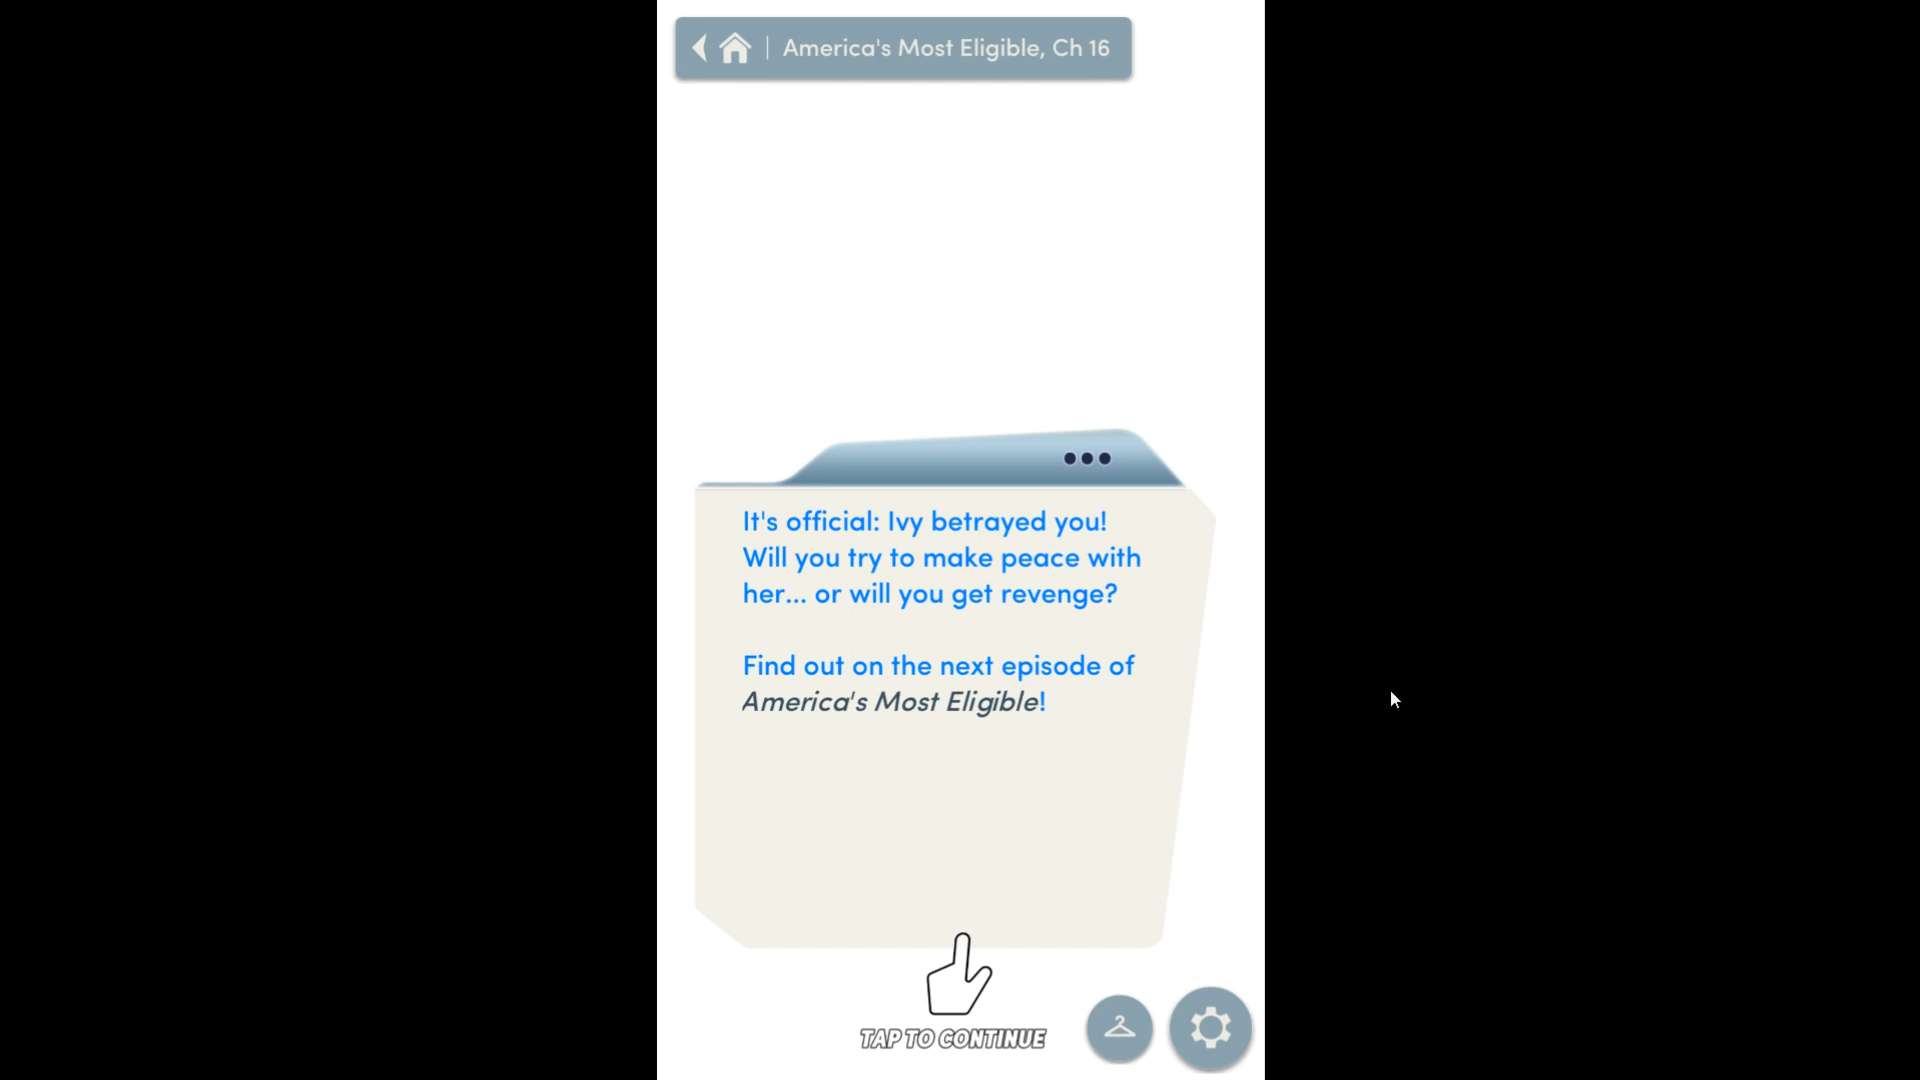 America's Most Eligible, Ch 16
It's official: Ivy betrayed you!
Will you try to make peace with
her... or will you get revenge?
Find out on the next episode of
America's Most Eligible!
TAP TO CONTINUE